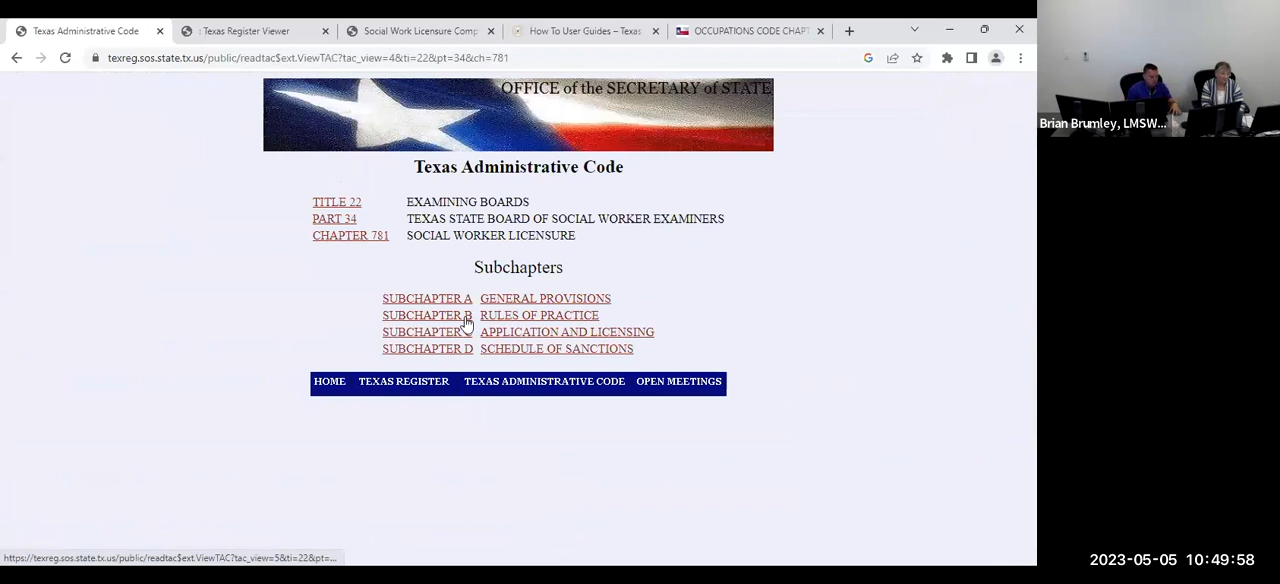 Texas Administrative Code
: Texas Register Viewer
Social Work Licensure Comp
How To User Guides – Texas
OCCUPATIONS CODE CHAPT
texreg.sos.state.tx.us/public/readtac$ext.ViewTAC?tac_view=4&ti=22&pt=34&ch=781
OFFICE of the SECRETARY of STATE
Texas Administrative Code
TITLE 22 EXAMINING BOARDS
PART 34 TEXAS STATE BOARD OF SOCIAL WORKER EXAMINERS
CHAPTER 781 SOCIAL WORKER LICENSURE
Subchapters
SUBCHAPTER A GENERAL PROVISIONS
SUBCHAPTER B RULES OF PRACTICE
SUBCHAPTER C APPLICATION AND LICENSING
SUBCHAPTER D SCHEDULE OF SANCTIONS
HOME TEXAS REGISTER TEXAS ADMINISTRATIVE CODE OPEN MEETINGS
https://texreg.sos.state.tx.us/public/readtac$ext.ViewTAC?tac_view=5&ti=22&pt=...
Brian Brumley, LMSW...
2023-05-05 10:49:58